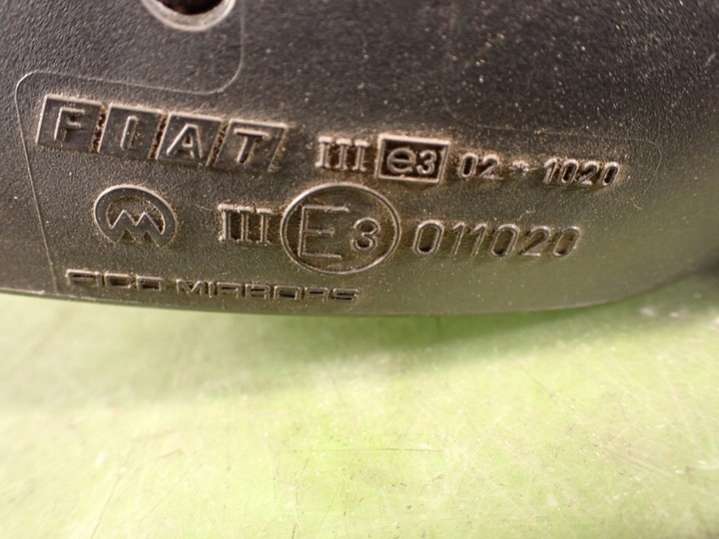 FIAT III e3 02 * 1020
M III E3 011020
FICO MIRRORS